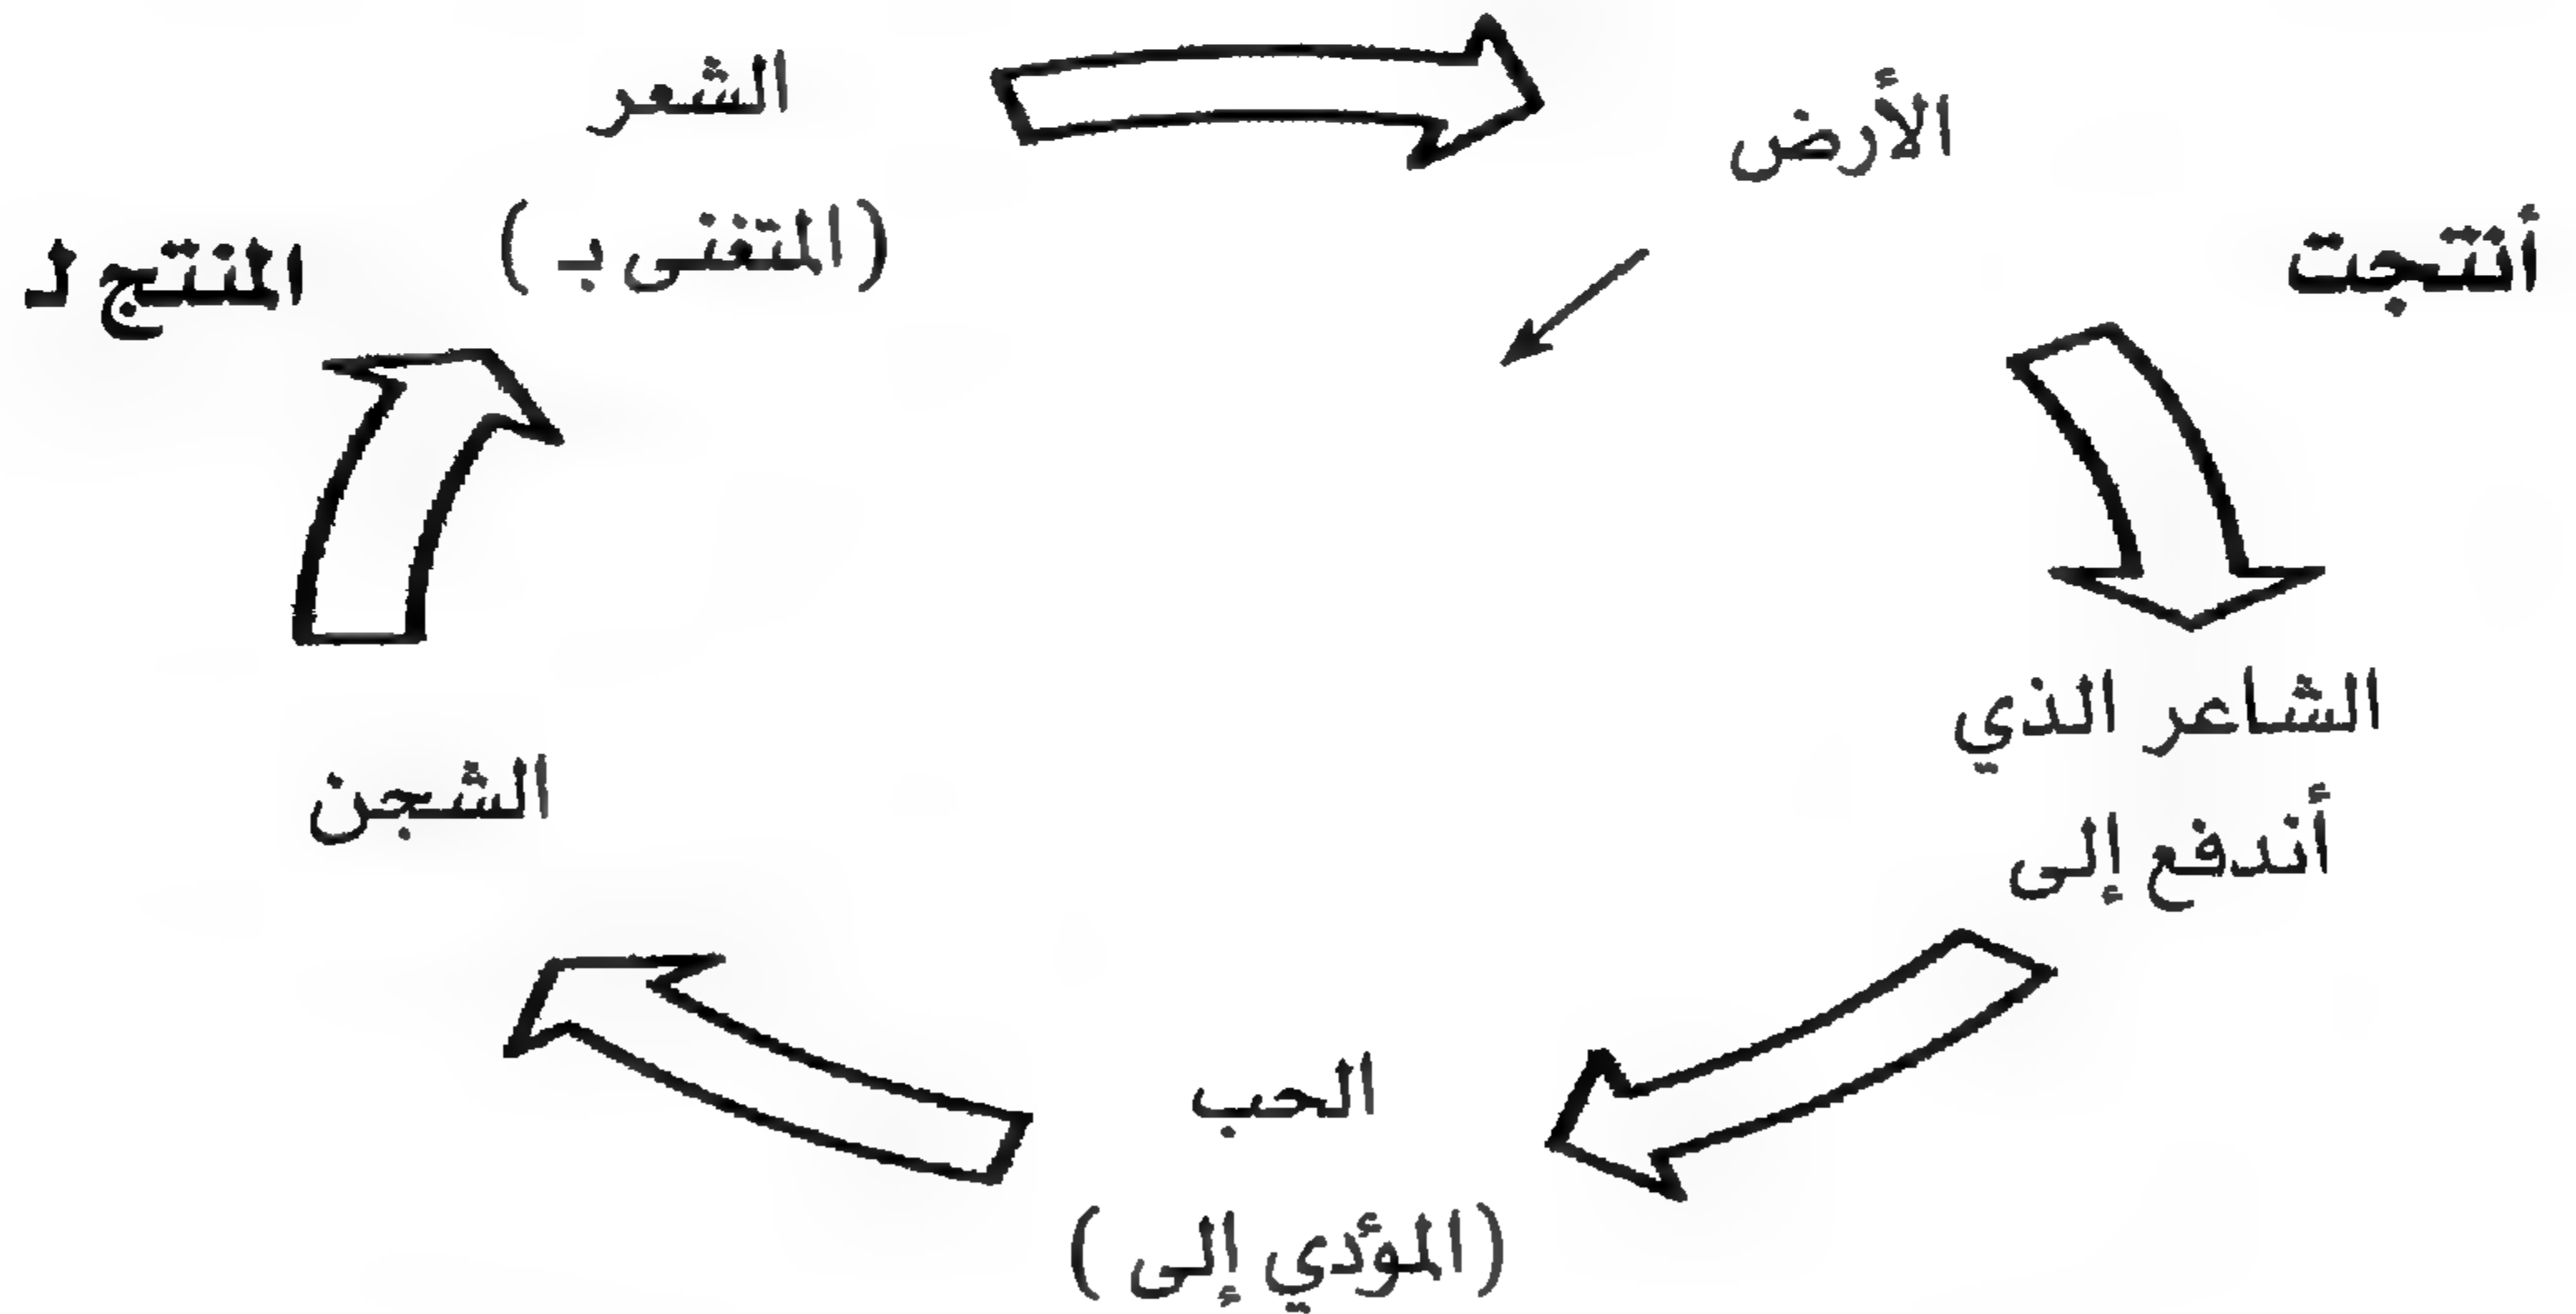 الأرض
أنتجت
الشاعر الذي
أندفع إلى
الحب
(المؤدي إلى)
الشجن
المنتج لـ
الشعر
(المتغنى بـ)